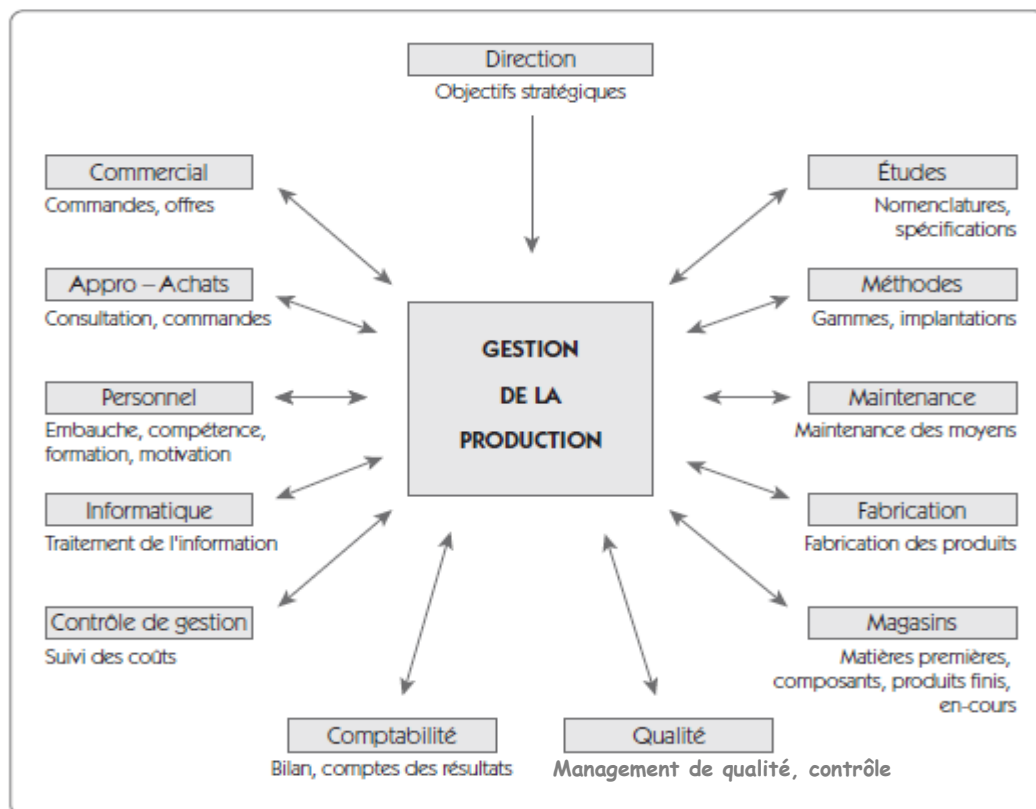 Direction
Objectifs stratégiques
Commercial
Commandes, offres
Appro – Achats
Consultation, commandes
Personnel
Embauche, compétence,
formation, motivation
Informatique
Traitement de l'information
Contrôle de gestion
Suivi des coûts
GESTION
DE LA
PRODUCTION
Études
Nomenclatures,
spécifications
Méthodes
Gammes, implantations
Maintenance
Maintenance des moyens
Fabrication
Fabrication des produits
Magasins
Matières premières,
composants, produits finis,
en-cours
Comptabilité
Bilan, comptes des résultats
Qualité
Management de qualité, contrôle